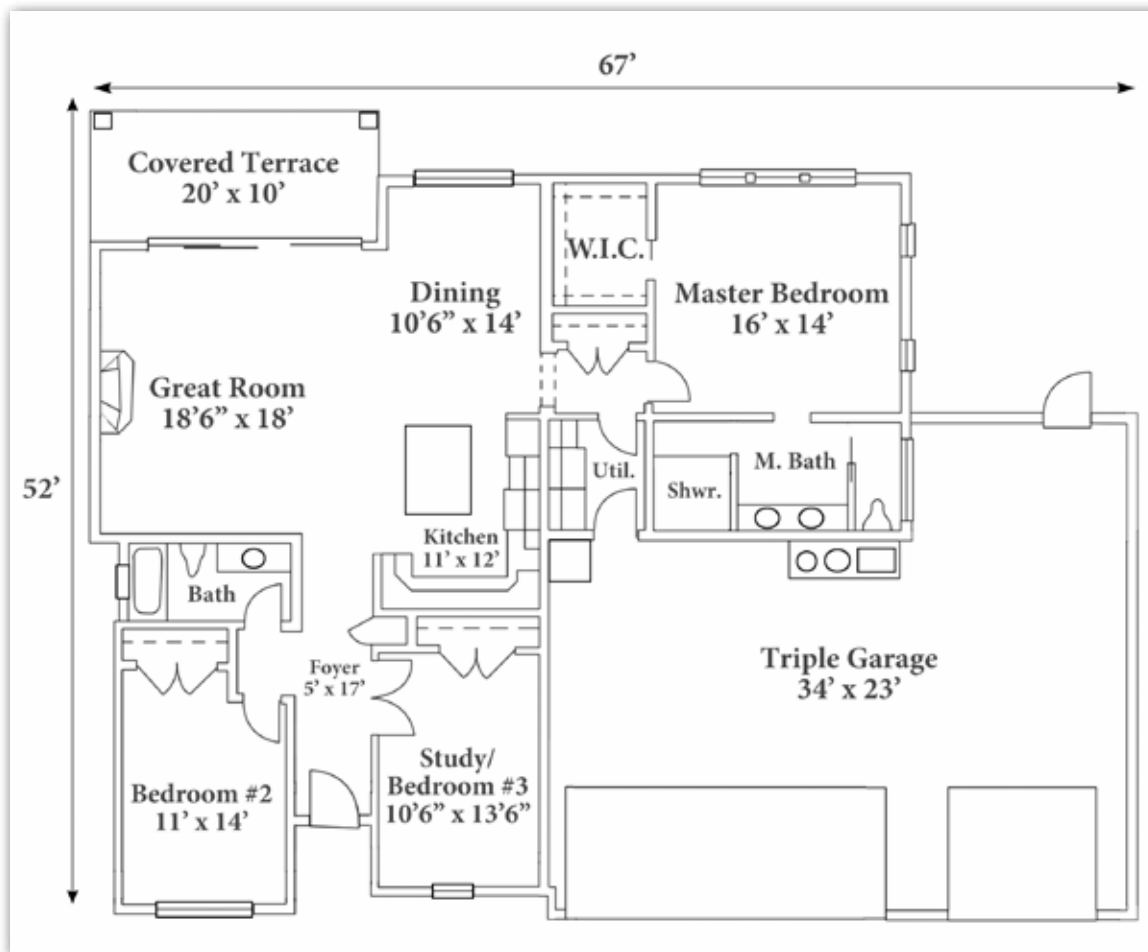 67’
Covered Terrace
20’ x 10’
W.I.C.
Dining
10’6” x 14’
Master Bedroom
16’ x 14’
Great Room
18’6” x 18’
52’
Util.
M. Bath
Shwr.
Kitchen
11’ x 12’
Bath
Foyer
5’ x 17’
Triple Garage
34’ x 23’
Study/
Bedroom #3
10’6” x 13’6”
Bedroom #2
11’ x 14’